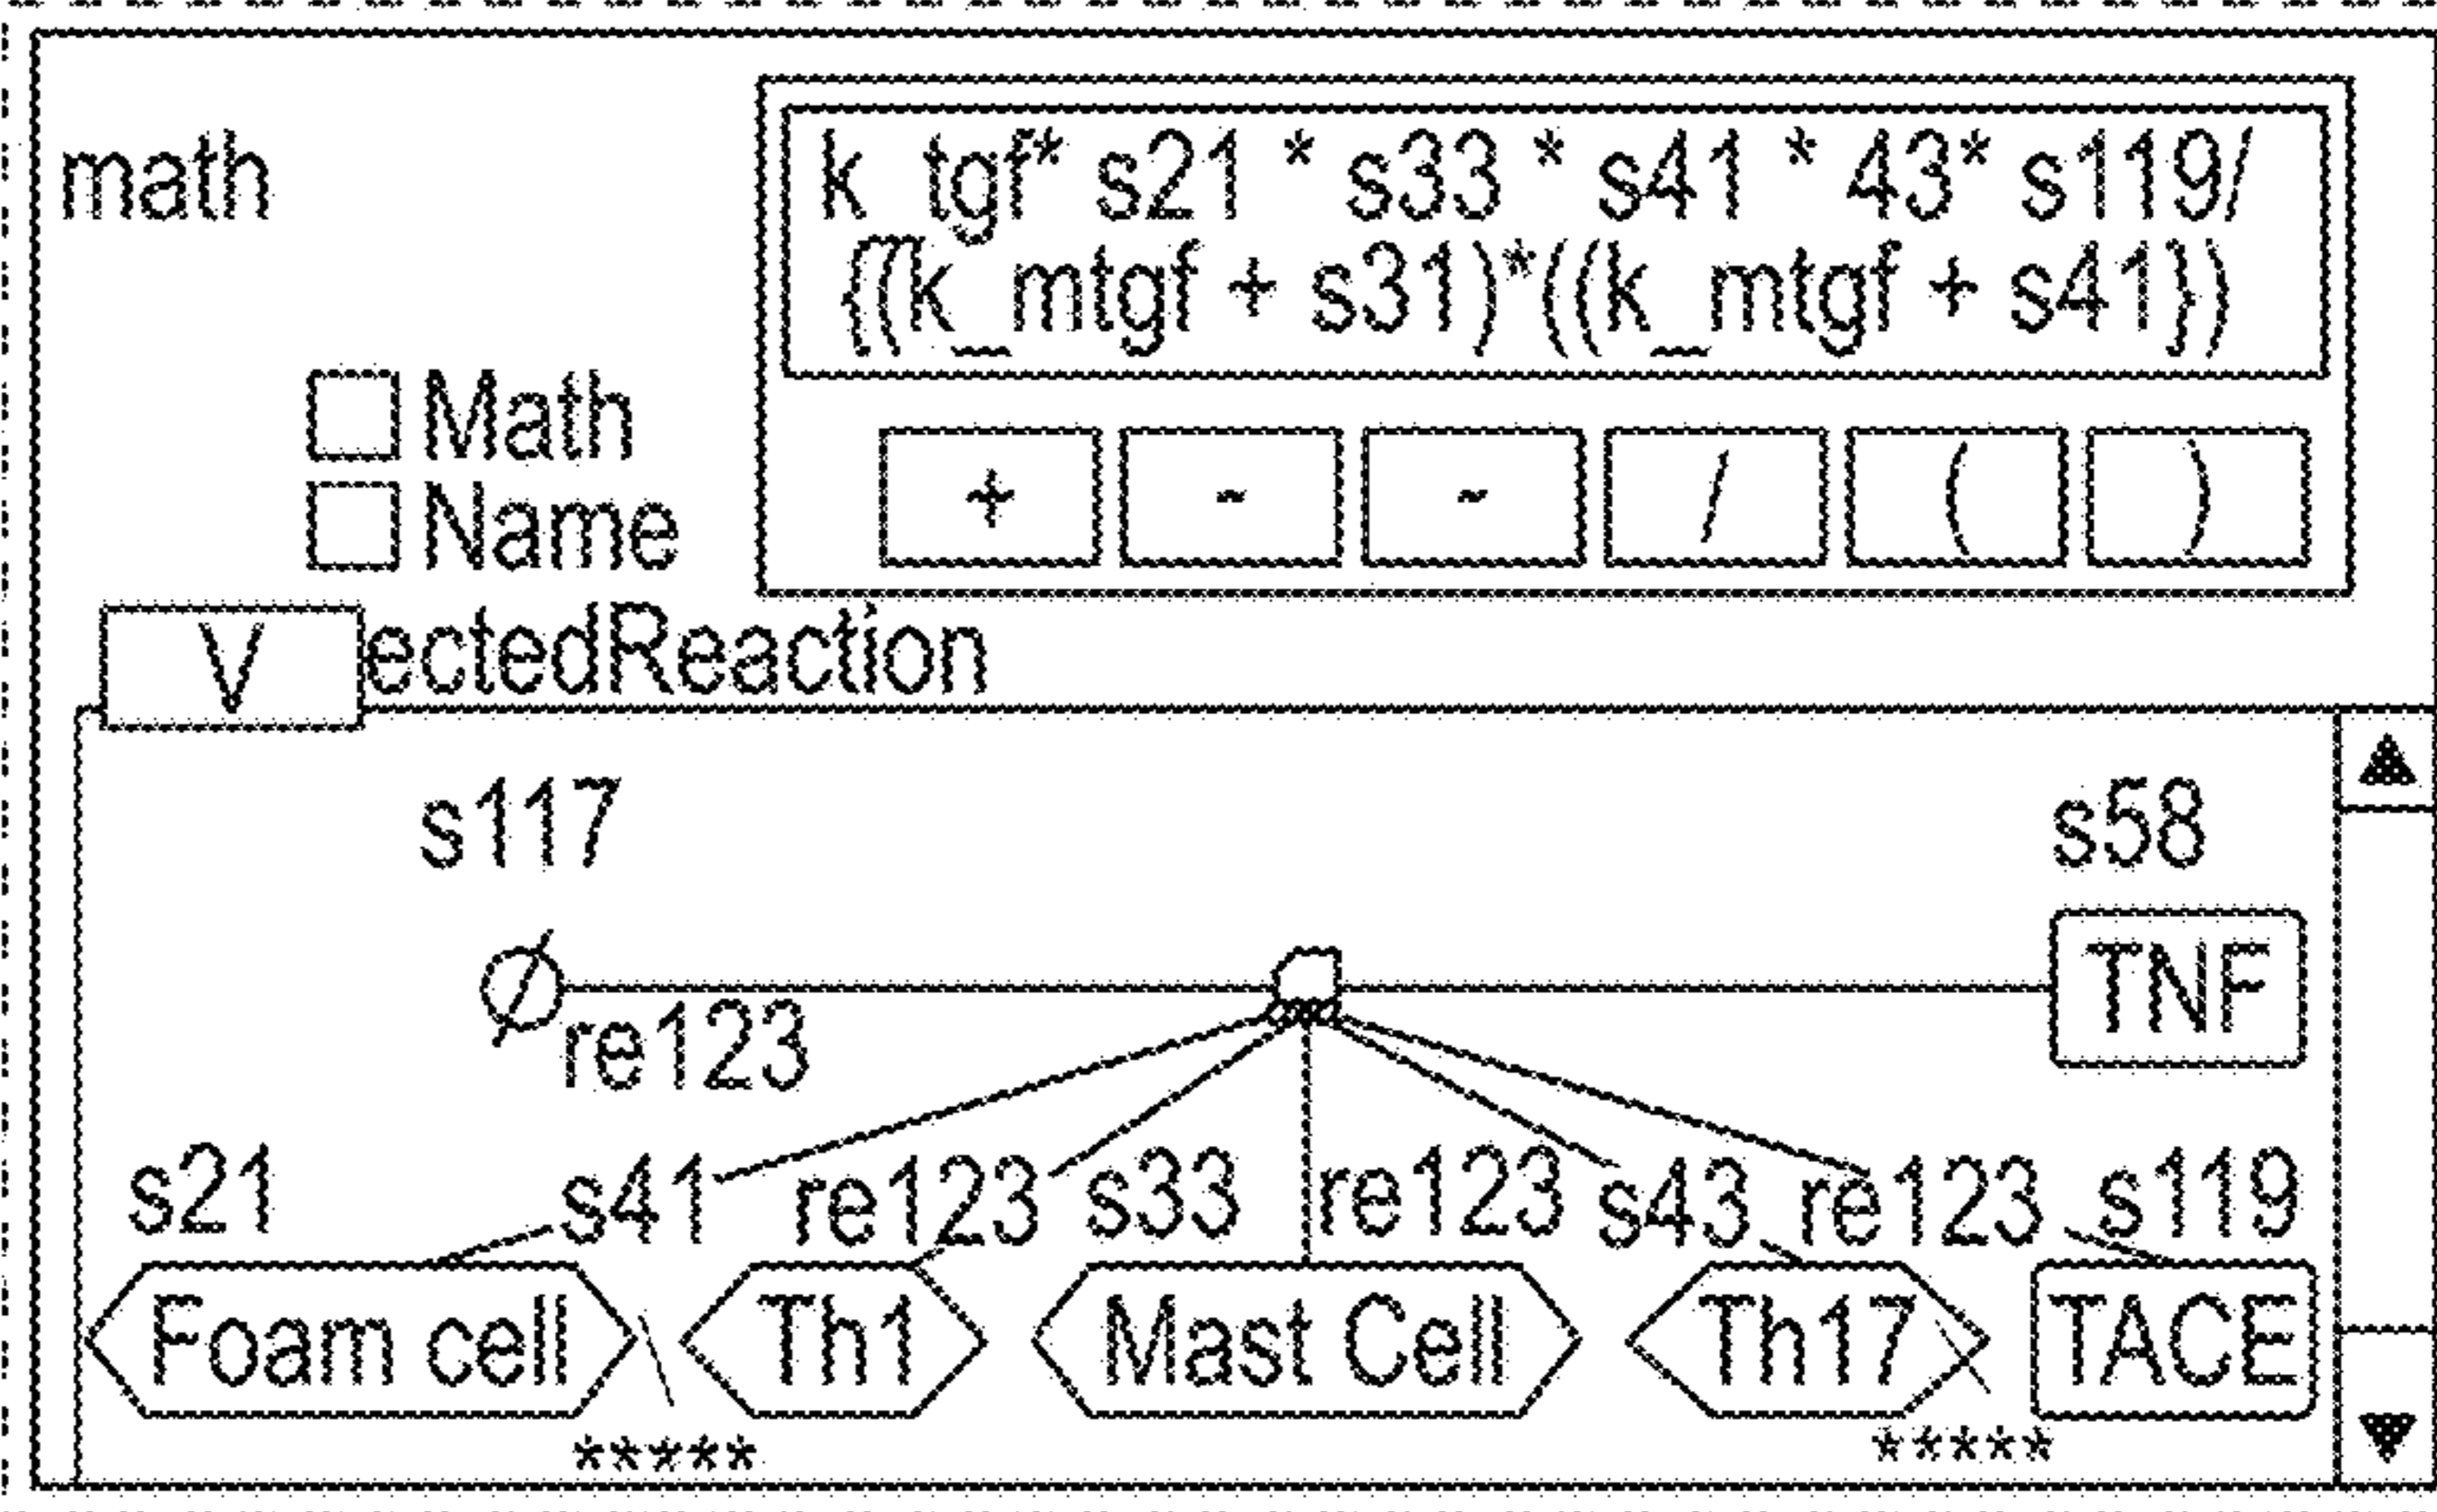 math
k_tgf* s21 * s33 * s41 * 43* s119/
{(k_mtgf + s31)*((k_mtgf + s41})
Math
Name
+ - - / ( )
V ectedReaction
s117 s58
TNF
re123
s21 s41 re123 s33 re123 s43 re123 s119
Foam cell Th1 Mast Cell Th17 TACE
***** *****